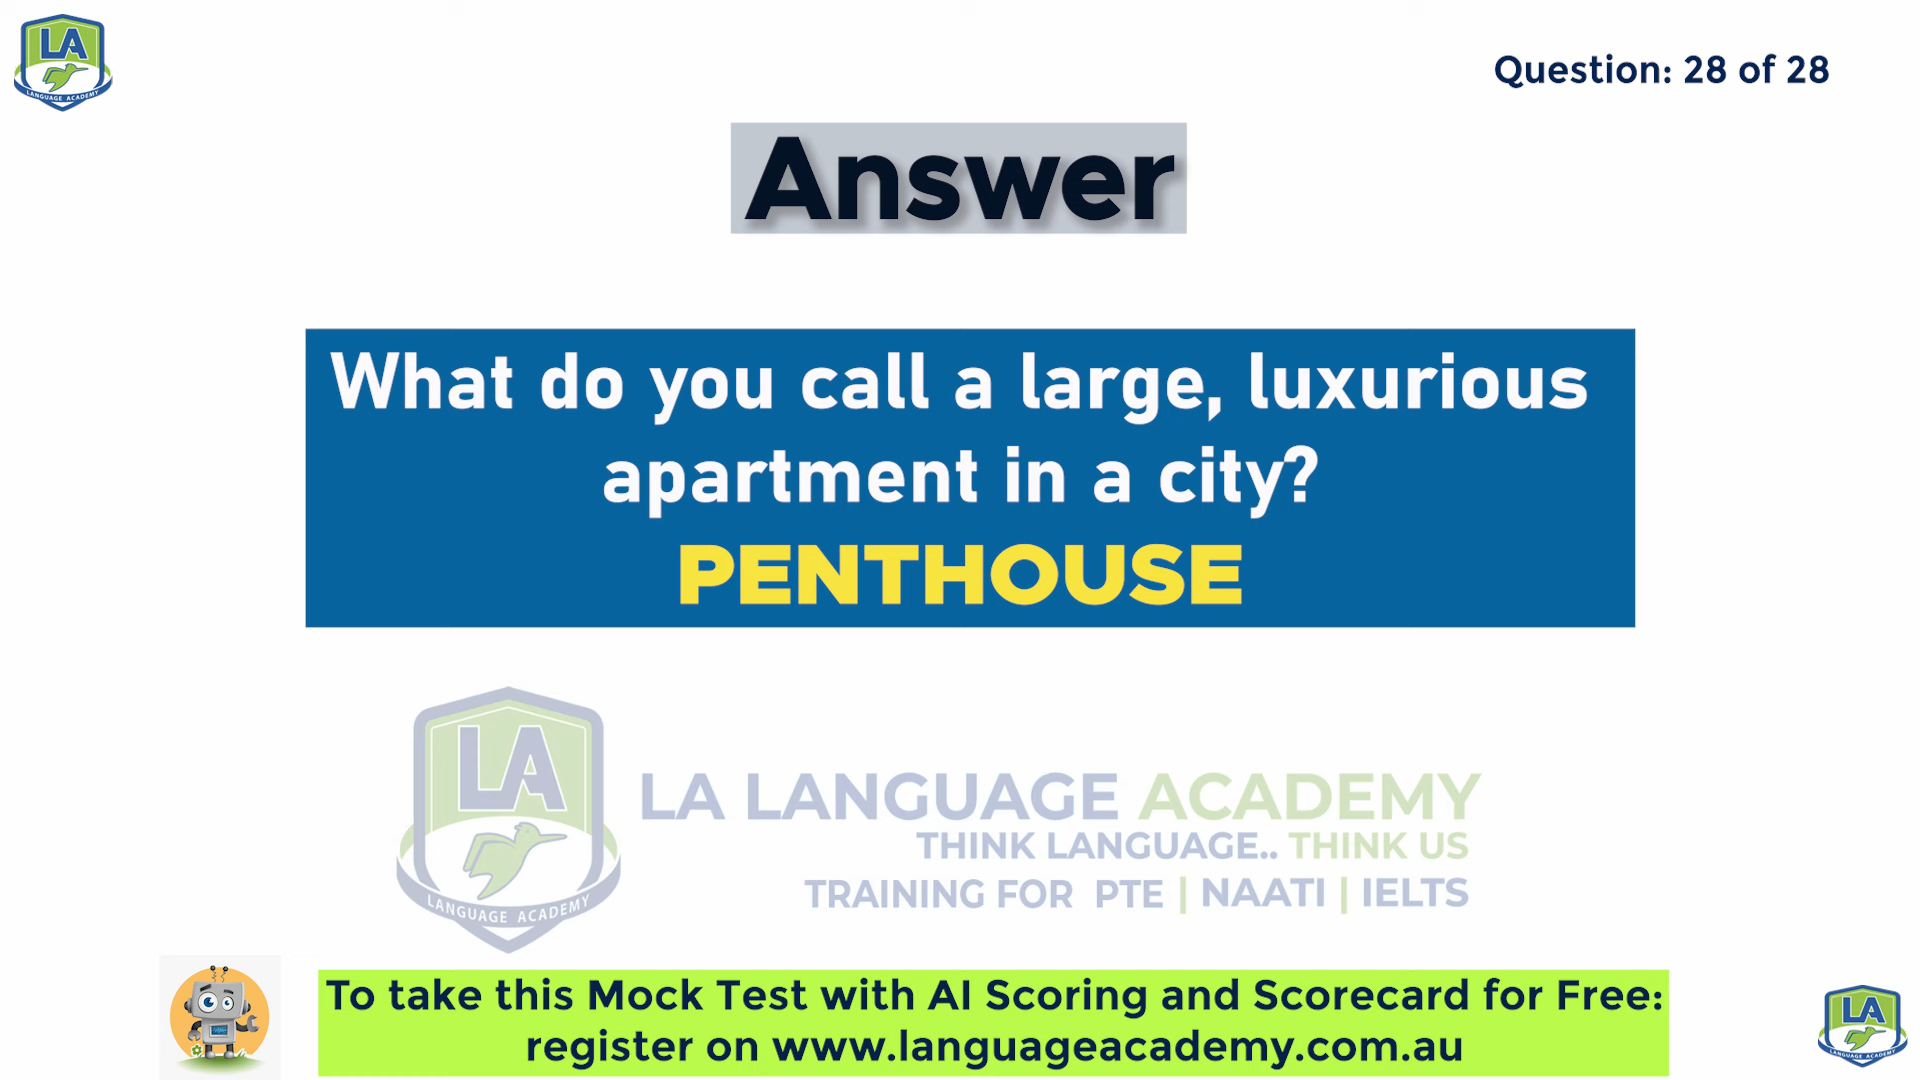 LA
LANGUAGE ACADEMY
Question: 28 of 28
Answer
What do you call a large, luxurious
apartment in a city?
PENTHOUSE
LA
LANGUAGE ACADEMY
LA LANGUAGE ACADEMY
THINK LANGUAGE.. THINK US
TRAINING FOR PTE | NAATI | IELTS
To take this Mock Test with AI Scoring and Scorecard for Free:
register on www.languageacademy.com.au
LA
LANGUAGE ACADEMY